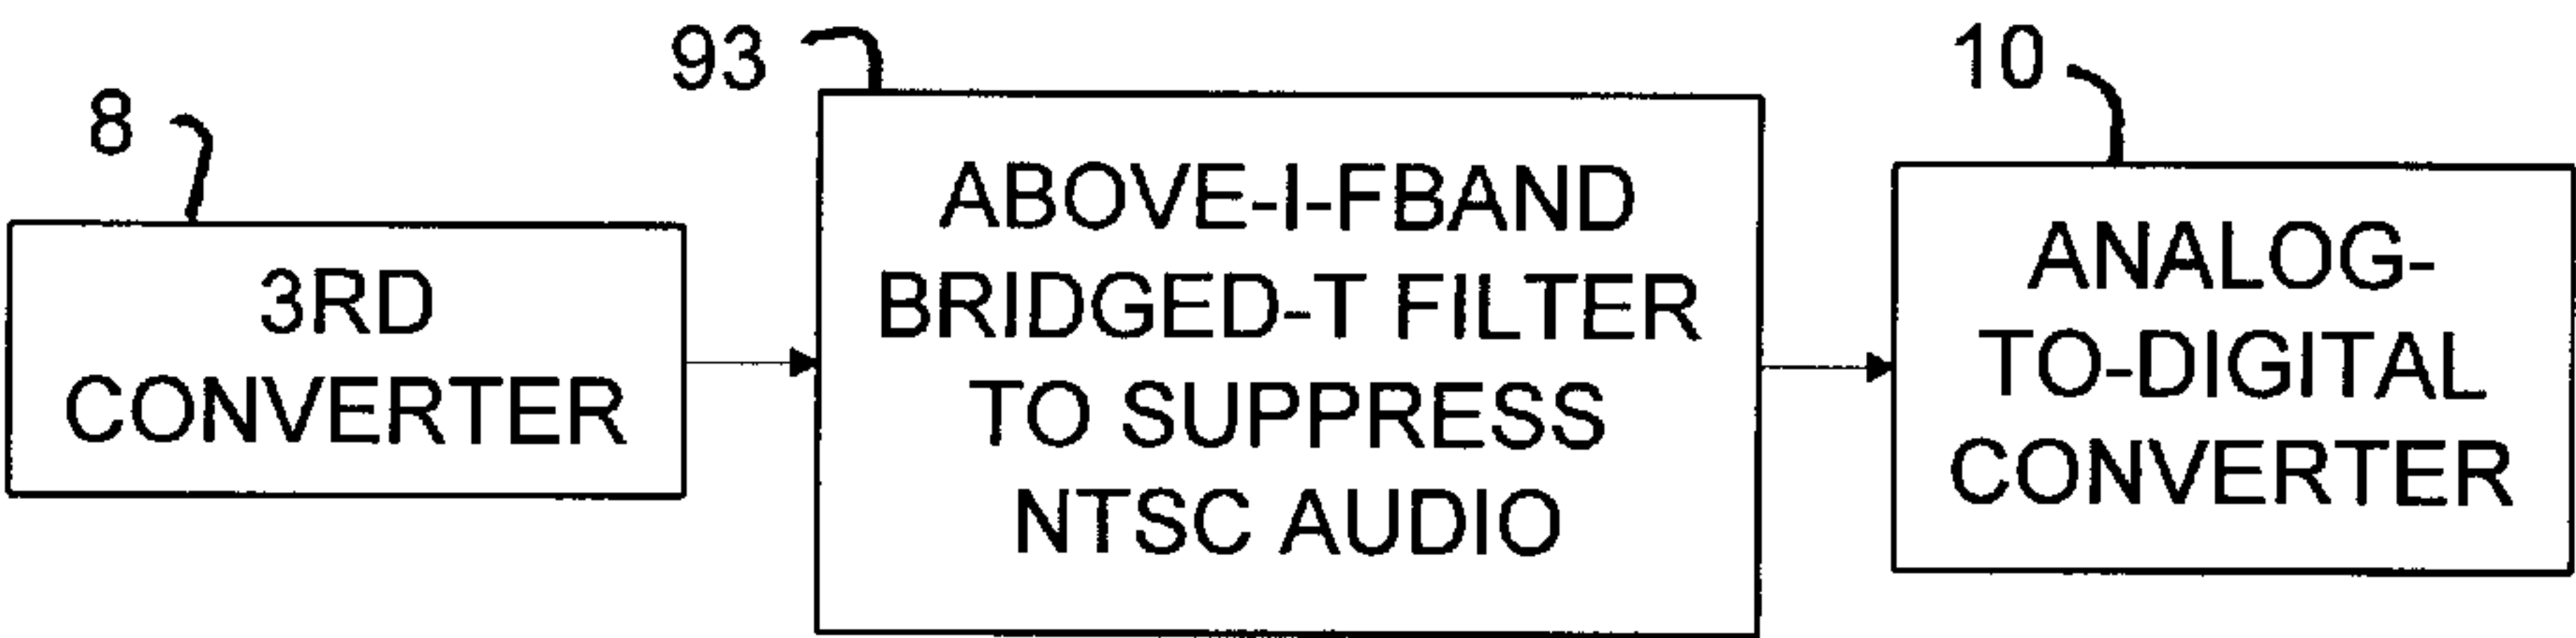 8
3RD
CONVERTER
93
ABOVE-I-FBAND
BRIDGED-T FILTER
TO SUPPRESS
NTSC AUDIO
10
ANALOG-
TO-DIGITAL
CONVERTER